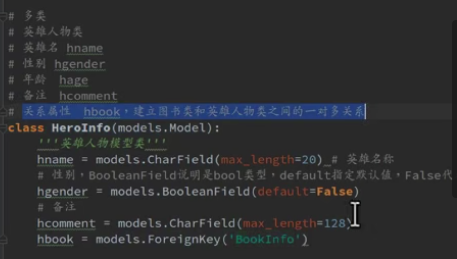 # 多类
# 英雄人物类
# 英雄名 hname
# 性别 hgender
# 年龄 hage
# 备注 hcomment
# 关系属性 hbook，建立图书类和英雄人物类之间的一对多关系
class HeroInfo(models.Model):
'''英雄人物模型类'''
hname = models.CharField(max_length=20) # 英雄名称
# 性别，BooleanField说明是bool类型，default指定默认值，False代
hgender = models.BooleanField(default=False)
# 备注
hcomment = models.CharField(max_length=128)
hbook = models.ForeignKey('BookInfo')